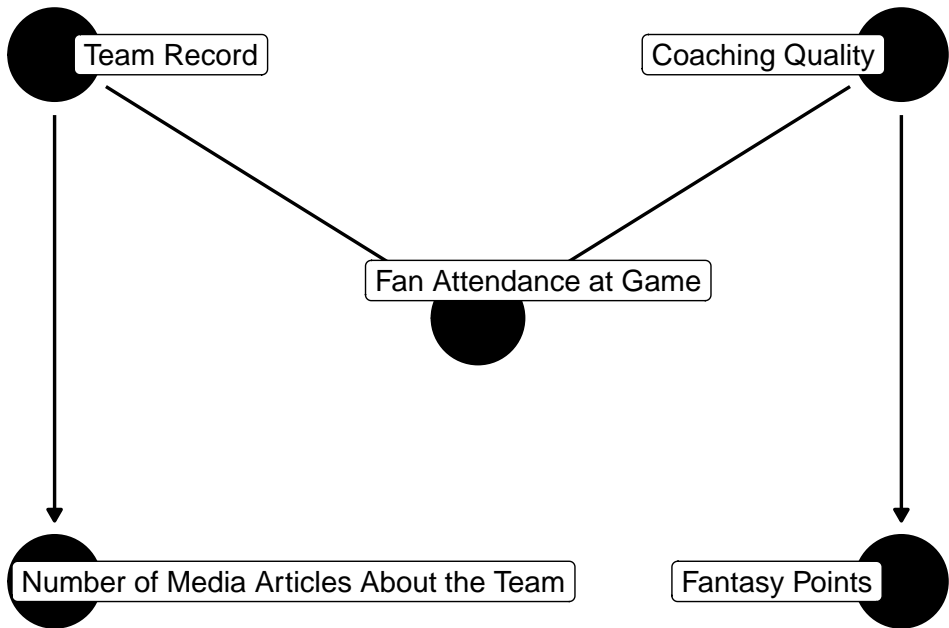 Team Record
Coaching Quality
Fan Attendance at Game
Number of Media Articles About the Team
Fantasy Points